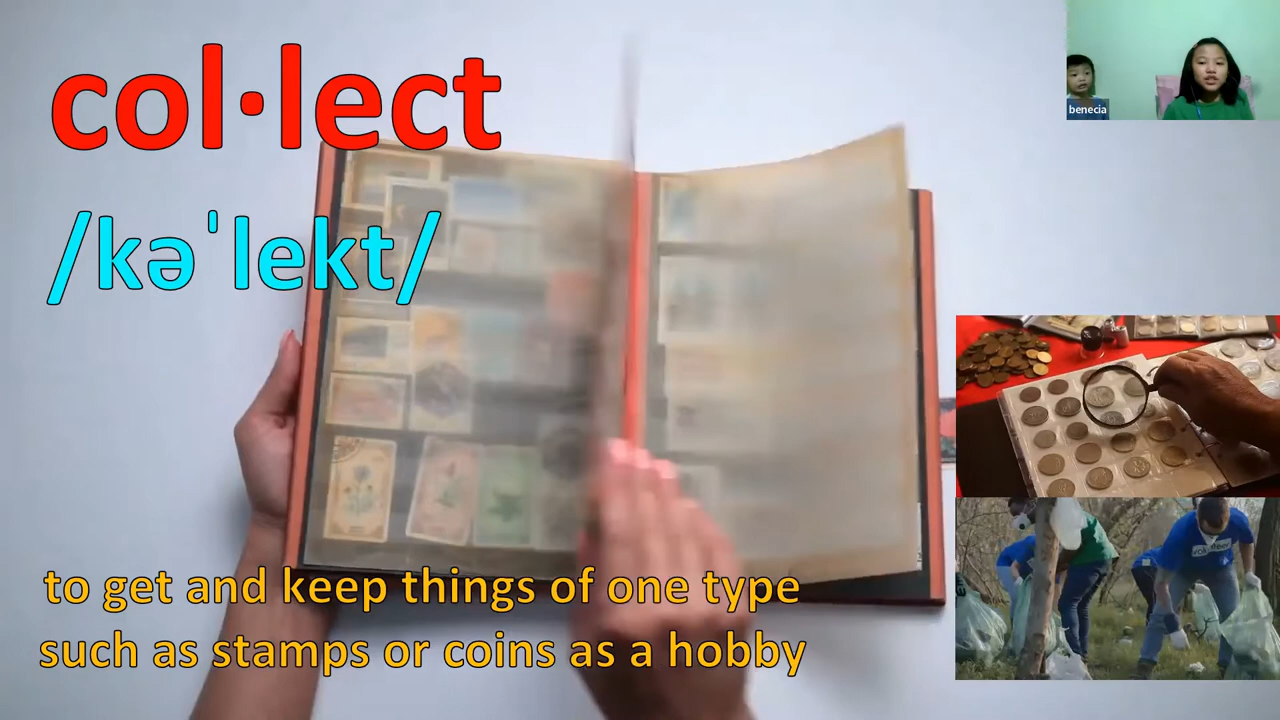 col·lect
/kəˈlekt/
to get and keep things of one type
such as stamps or coins as a hobby
benecia
volunteer